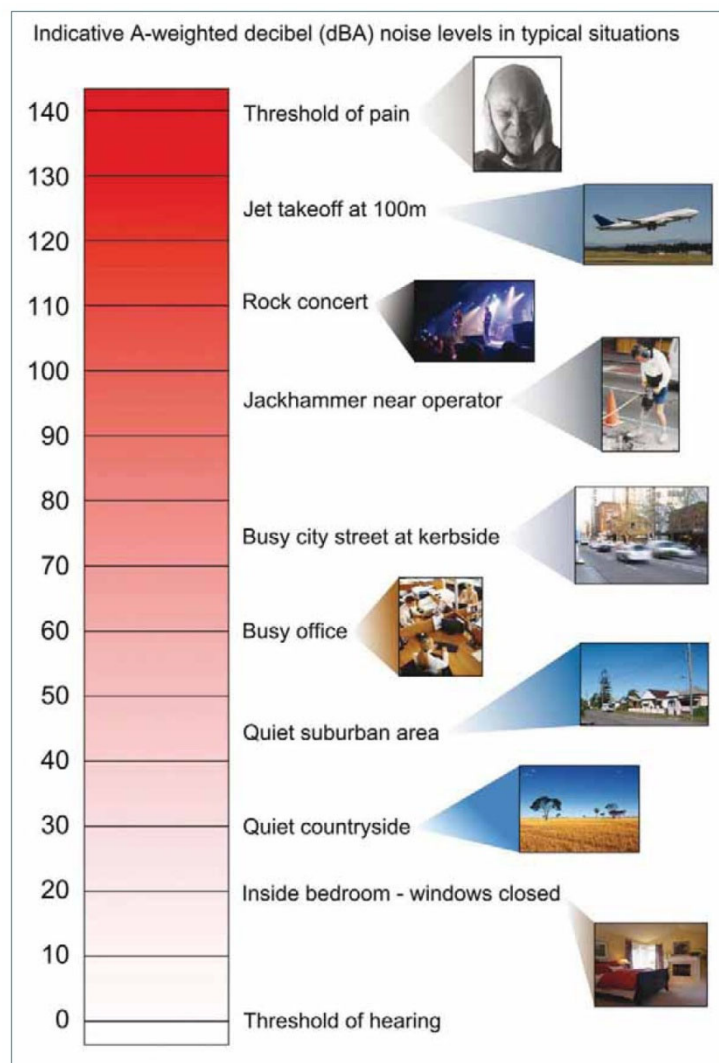 Indicative A-weighted decibel (dBA) noise levels in typical situations
140
Threshold of pain
130
Jet takeoff at 100m
120
110
Rock concert
100
Jackhammer near operator
90
80
Busy city street at kerbside
70
60
Busy office
50
Quiet suburban area
40
30
Quiet countryside
20
Inside bedroom - windows closed
10
0
Threshold of hearing